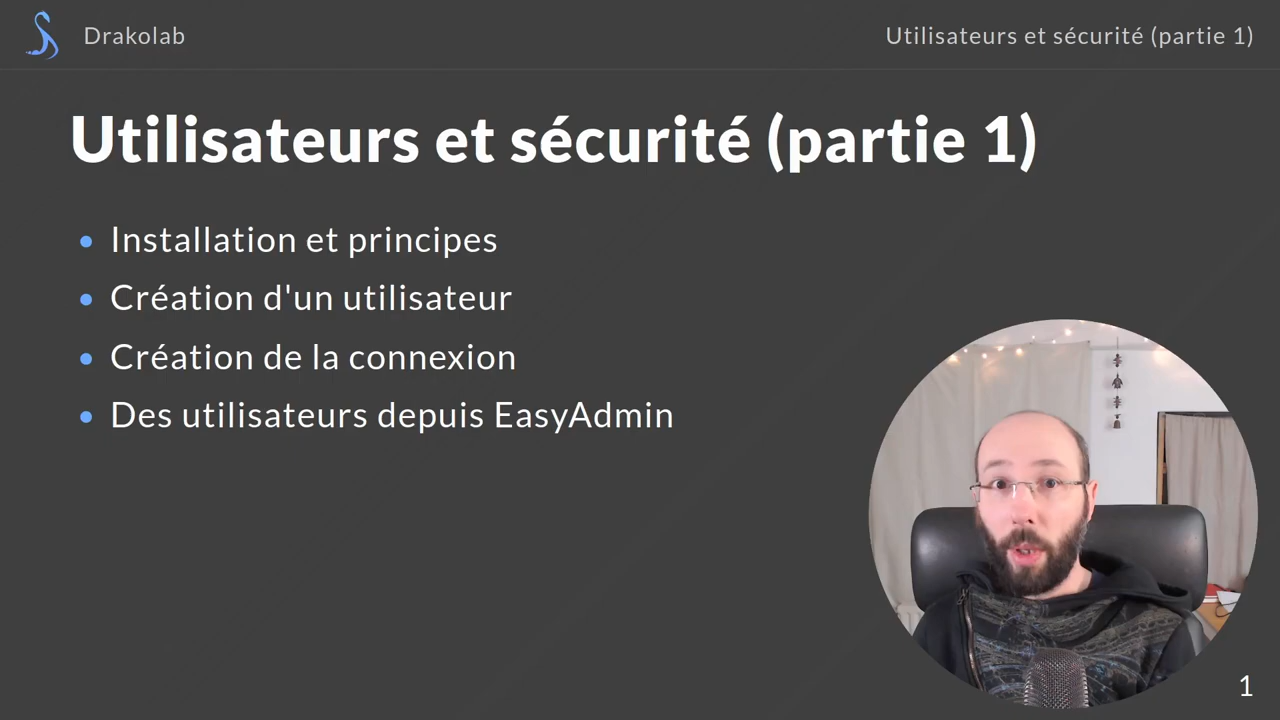 Drakolab
Utilisateurs et sécurité (partie 1)
Utilisateurs et sécurité (partie 1)
Installation et principes
Création d'un utilisateur
Création de la connexion
Des utilisateurs depuis EasyAdmin
1